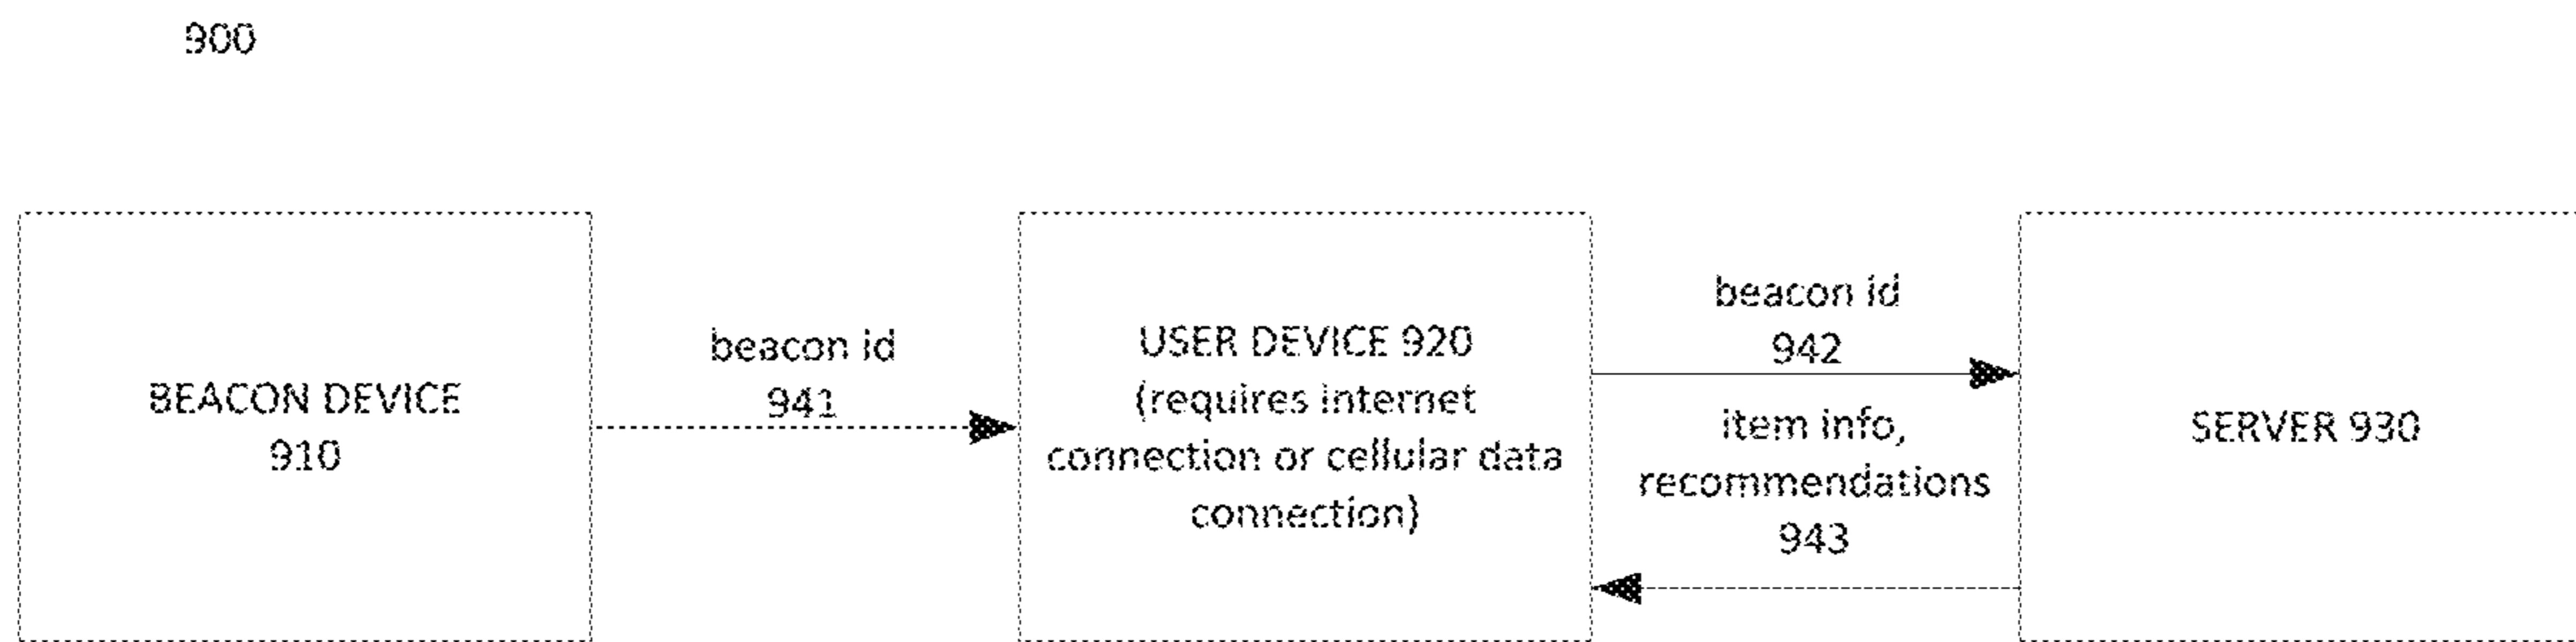 900
BEACON DEVICE
910
beacon id
941
USER DEVICE 920
(requires internet
connection or cellular data
connection)
beacon id
942
item info,
recommendations
943
SERVER 930